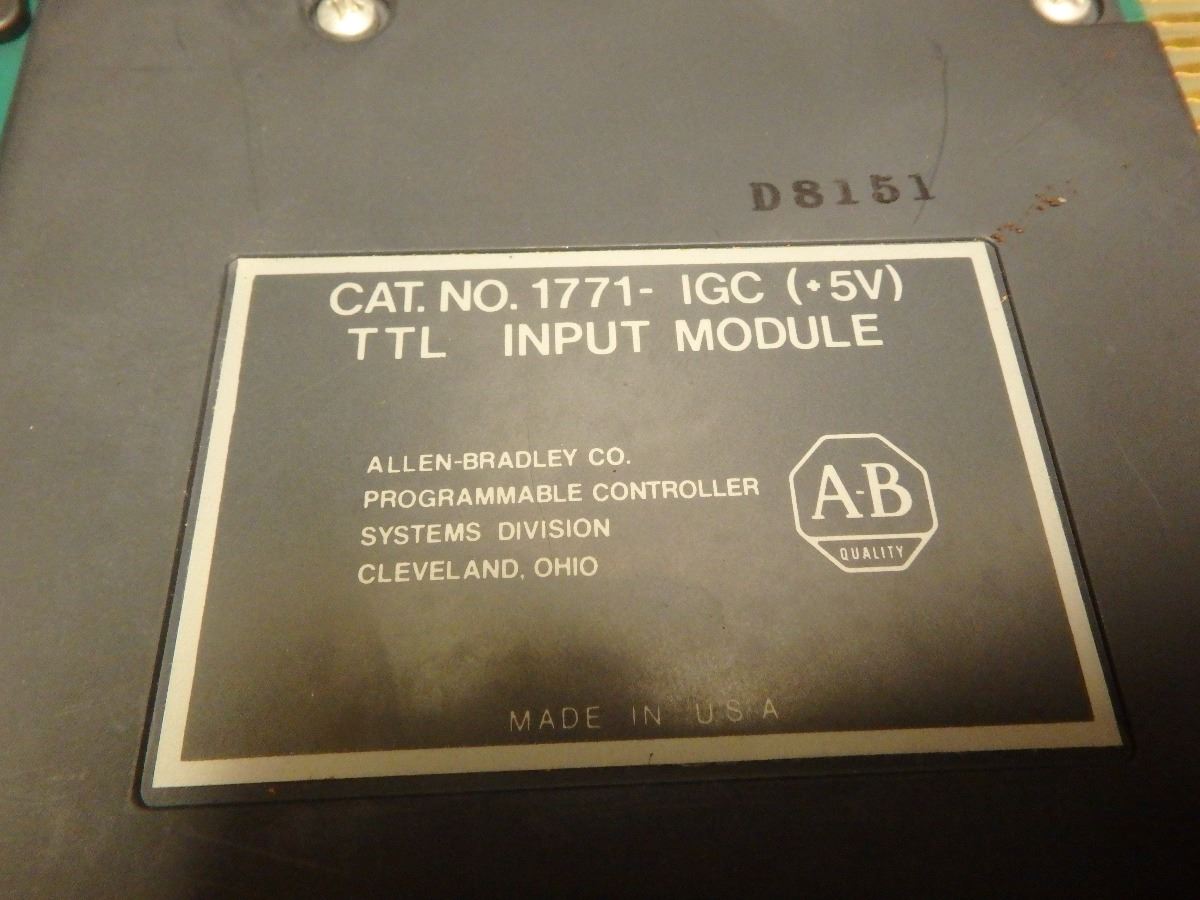 D8151
CAT. NO. 1771- IGC (+5V)
TTL INPUT MODULE
ALLEN-BRADLEY CO.
PROGRAMMABLE CONTROLLER
SYSTEMS DIVISION
CLEVELAND, OHIO
A-B
QUALITY
MADE IN U S A